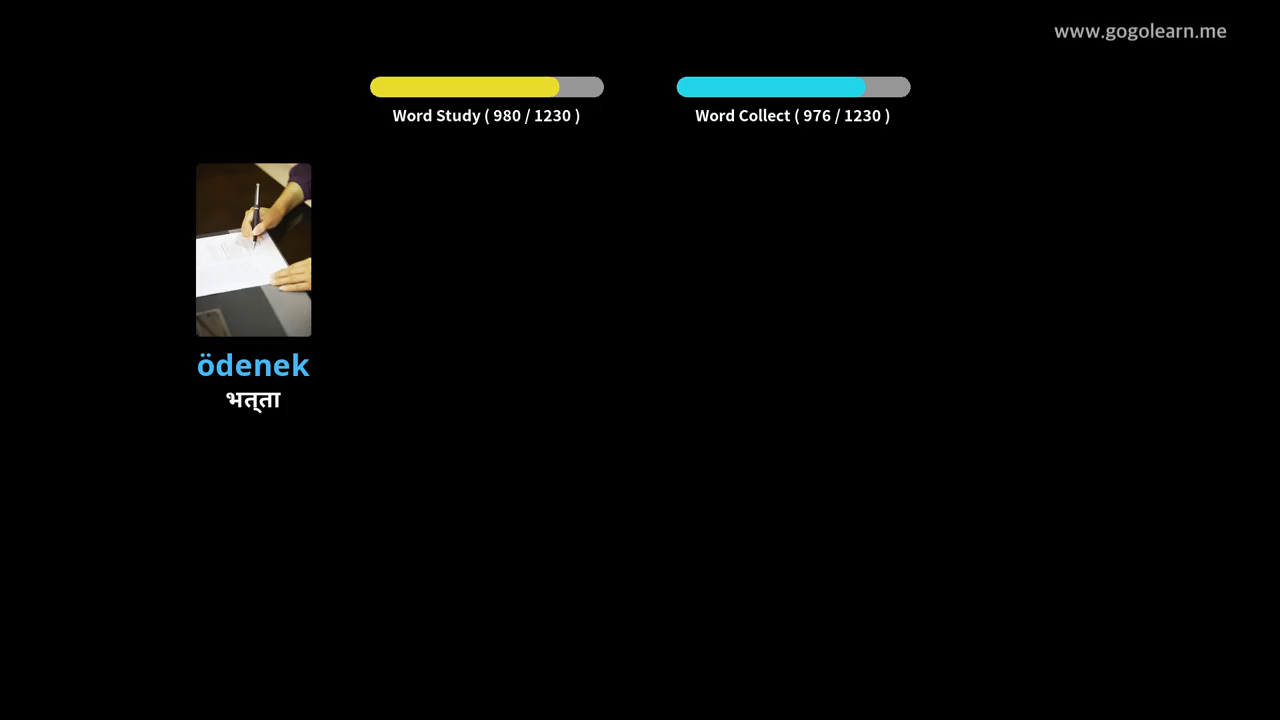 www.gogolearn.me
Word Study ( 980 / 1230 )
Word Collect ( 976 / 1230 )
ödenek
भत्ता